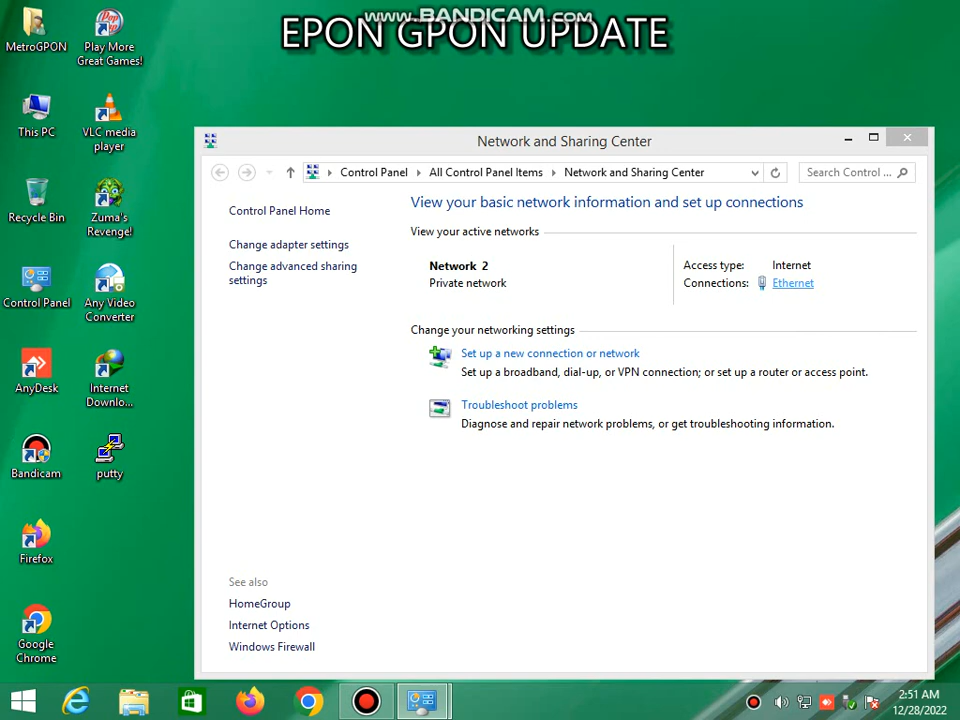 www.BANDICAM.com
EPON GPON UPDATE
MetroGPON
Play More
Great Games!
This PC
VLC media
player
Recycle Bin
Zuma's
Revenge!
Control Panel
Any Video
Converter
AnyDesk
Internet
Downlo...
Bandicam
putty
Firefox
Google
Chrome
Network and Sharing Center
Control Panel
All Control Panel Items
Network and Sharing Center
Search Control ...
Control Panel Home
Change adapter settings
Change advanced sharing
settings
View your basic network information and set up connections
View your active networks
Network 2
Private network
Access type: Internet
Connections: Ethernet
Change your networking settings
Set up a new connection or network
Set up a broadband, dial-up, or VPN connection; or set up a router or access point.
Troubleshoot problems
Diagnose and repair network problems, or get troubleshooting information.
See also
HomeGroup
Internet Options
Windows Firewall
2:51 AM
12/28/2022